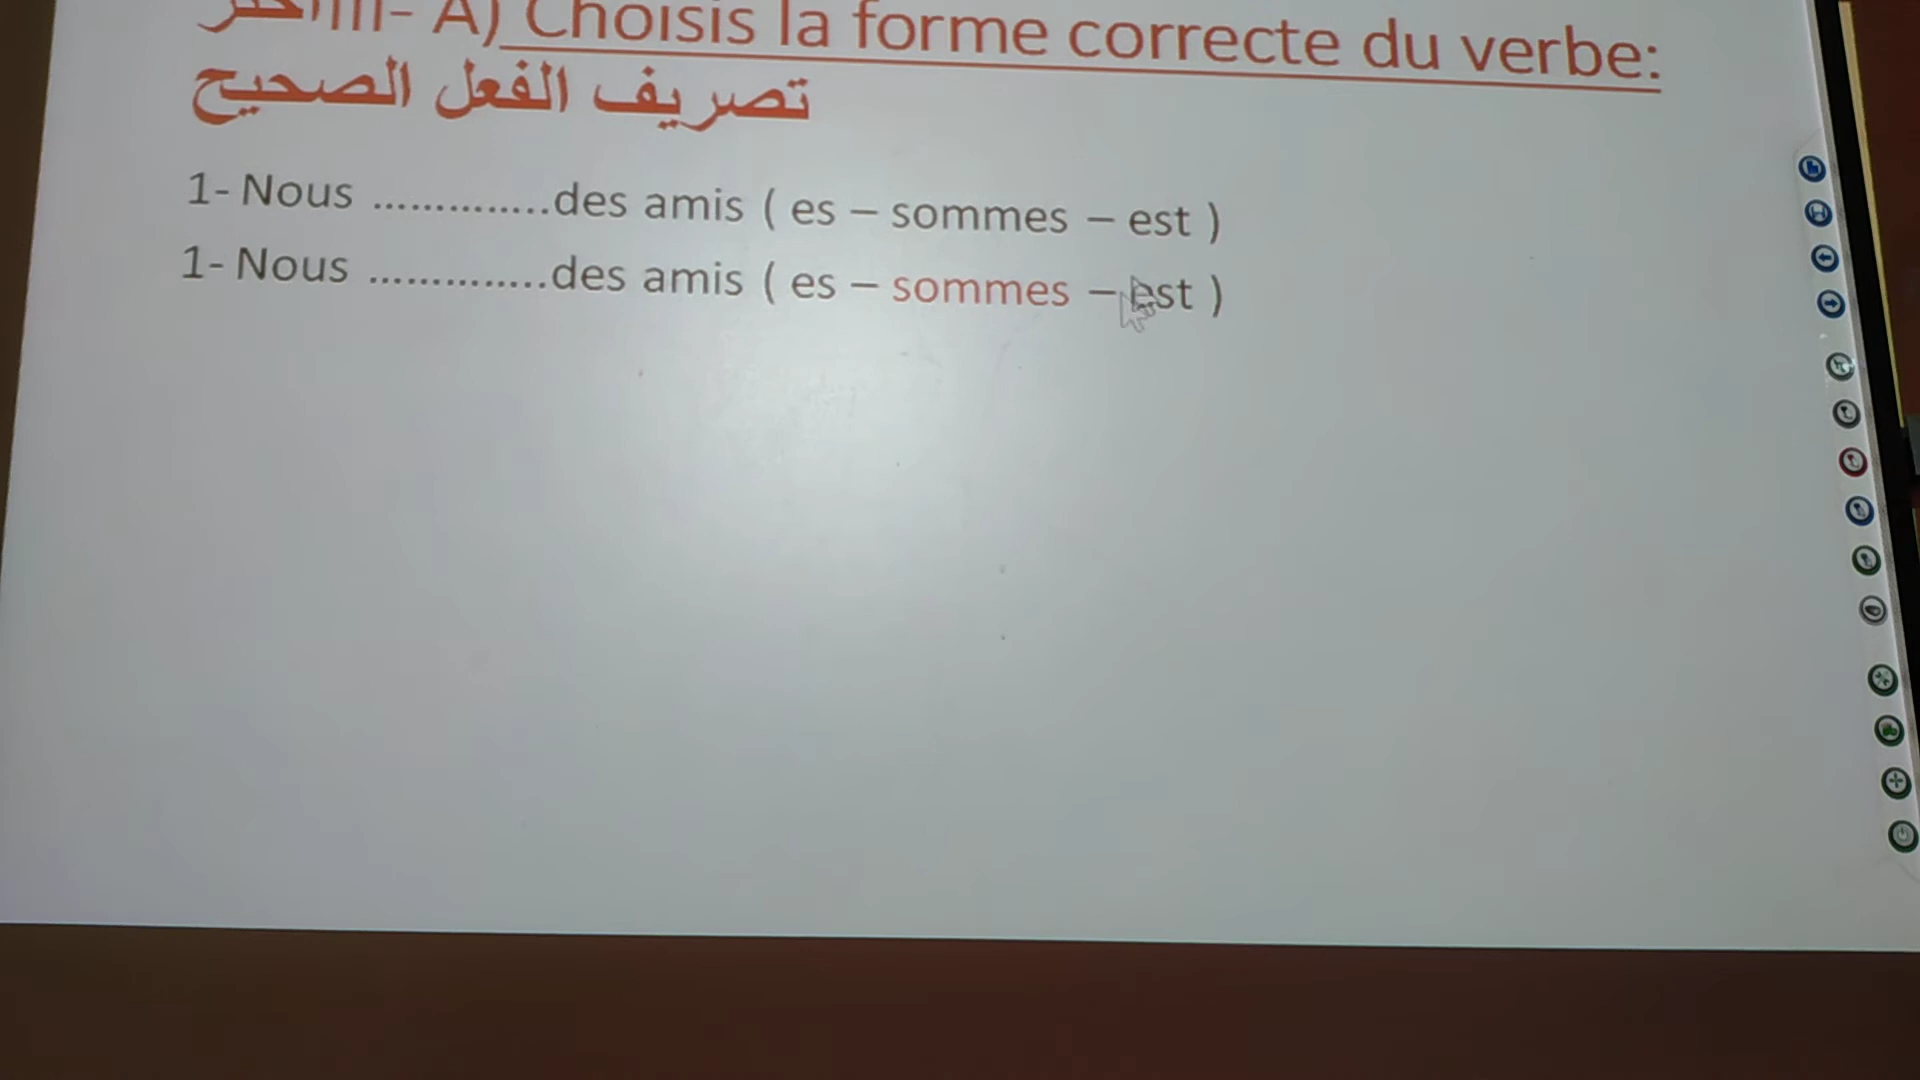 اختر III- A) Choisis la forme correcte du verbe:
تصريف الفعل الصحيح
1- Nous ..............des amis ( es – sommes – est )
1- Nous ..............des amis ( es – sommes – est )